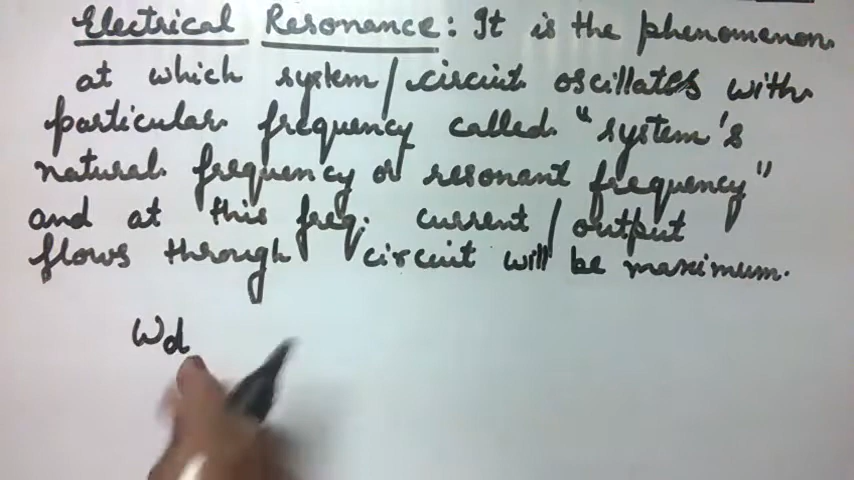 Electrical Resonance: It is the phenomenon
at which system/circuit oscillates with
particular frequency called "system's
natural frequency or resonant frequency"
and at this freq. current/output
flows through circuit will be maximum.
ωd